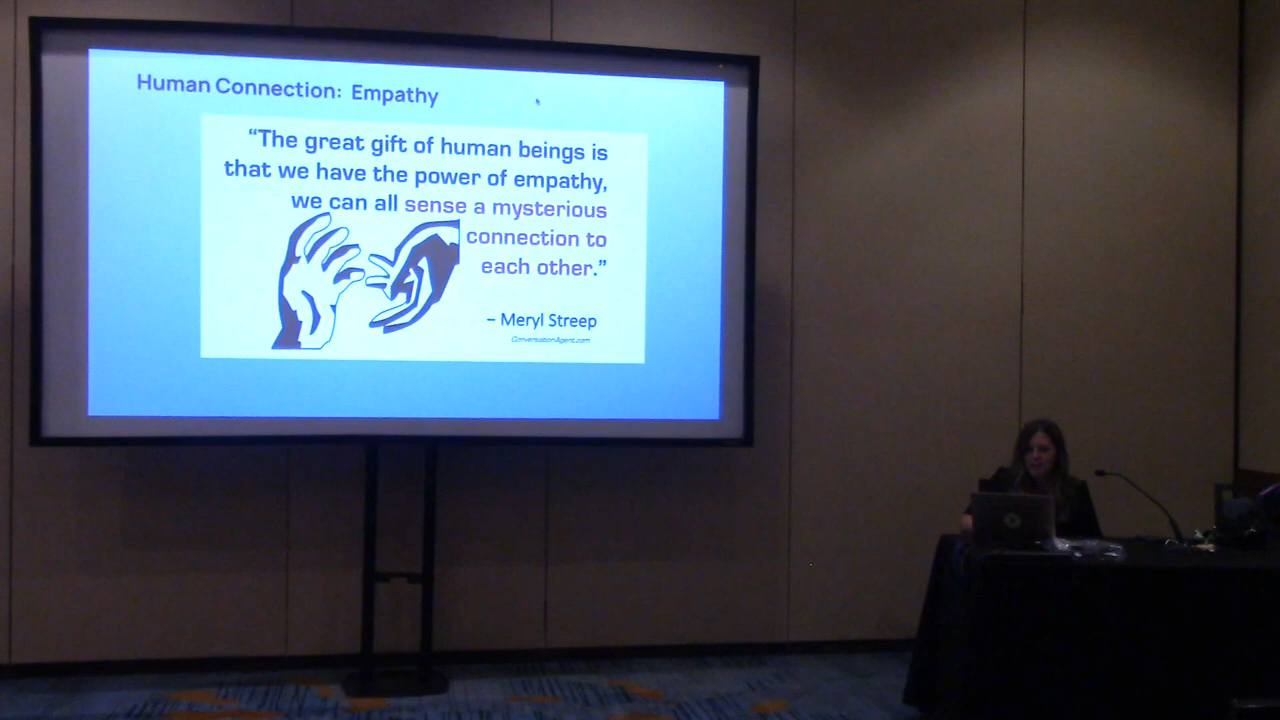 Human Connection: Empathy
“The great gift of human beings is
that we have the power of empathy,
we can all sense a mysterious
connection to
each other.”
– Meryl Streep
ConversationAgent.com